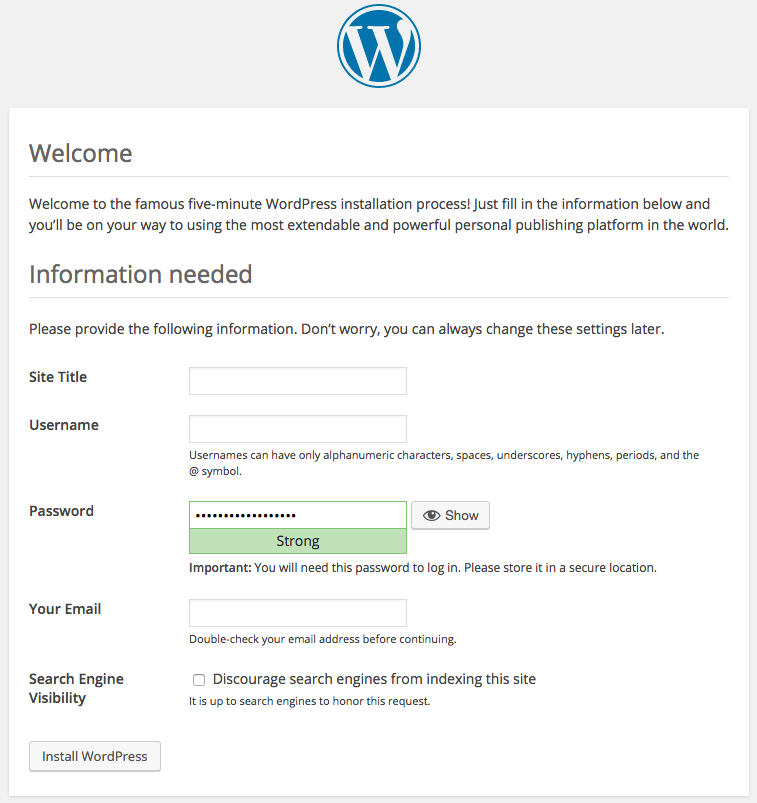 W
Welcome
Welcome to the famous five-minute WordPress installation process! Just fill in the information below and
you’ll be on your way to using the most extendable and powerful personal publishing platform in the world.
Information needed
Please provide the following information. Don’t worry, you can always change these settings later.
Site Title
Username
Usernames can have only alphanumeric characters, spaces, underscores, hyphens, periods, and the
@ symbol.
Password
•••••••••••••••••• Show
Strong
Important: You will need this password to log in. Please store it in a secure location.
Your Email
Double-check your email address before continuing.
Search Engine
Visibility
Discourage search engines from indexing this site
It is up to search engines to honor this request.
Install WordPress